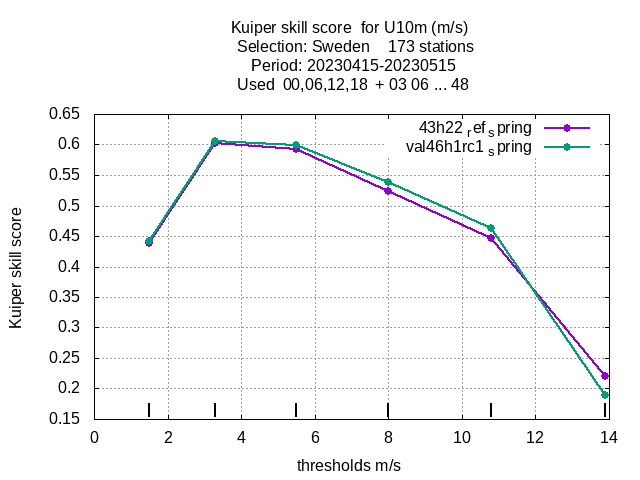 Kuiper skill score  for U10m (m/s)
Selection: Sweden    173 stations
Period: 20230415-20230515
Used  00,06,12,18  + 03 06 ... 48
43h22 ref spring
val46h1rc1 spring
0.65
0.6
0.55
0.5
0.45
0.4
0.35
0.3
0.25
0.2
0.15
Kuiper skill score
0 2 4 6 8 10 12 14
thresholds m/s